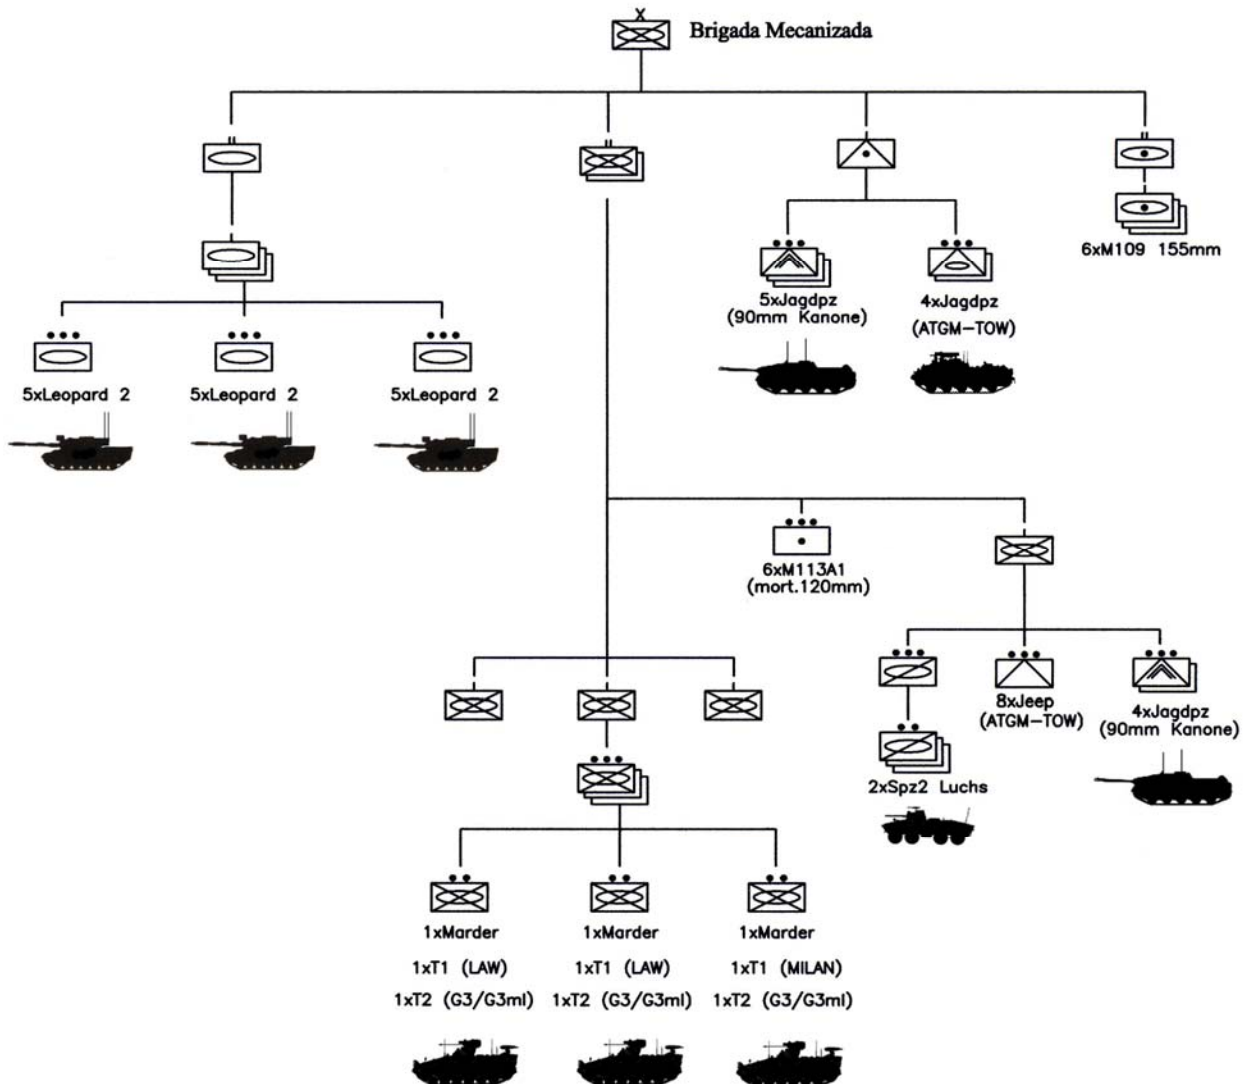 Brigada Mecanizada
6xM109 155mm
5xJagdpz
(90mm Kanone)
4xJagdpz
(ATGM-TOW)
5xLeopard 2
5xLeopard 2
5xLeopard 2
6xM113A1
(mort.120mm)
8xJeep
(ATGM-TOW)
4xJagdpz
(90mm Kanone)
2xSpz2 Luchs
1xMarder
1xT1 (LAW)
1xT2 (G3/G3ml)
1xMarder
1xT1 (LAW)
1xT2 (G3/G3ml)
1xMarder
1xT1 (MILAN)
1xT2 (G3/G3ml)